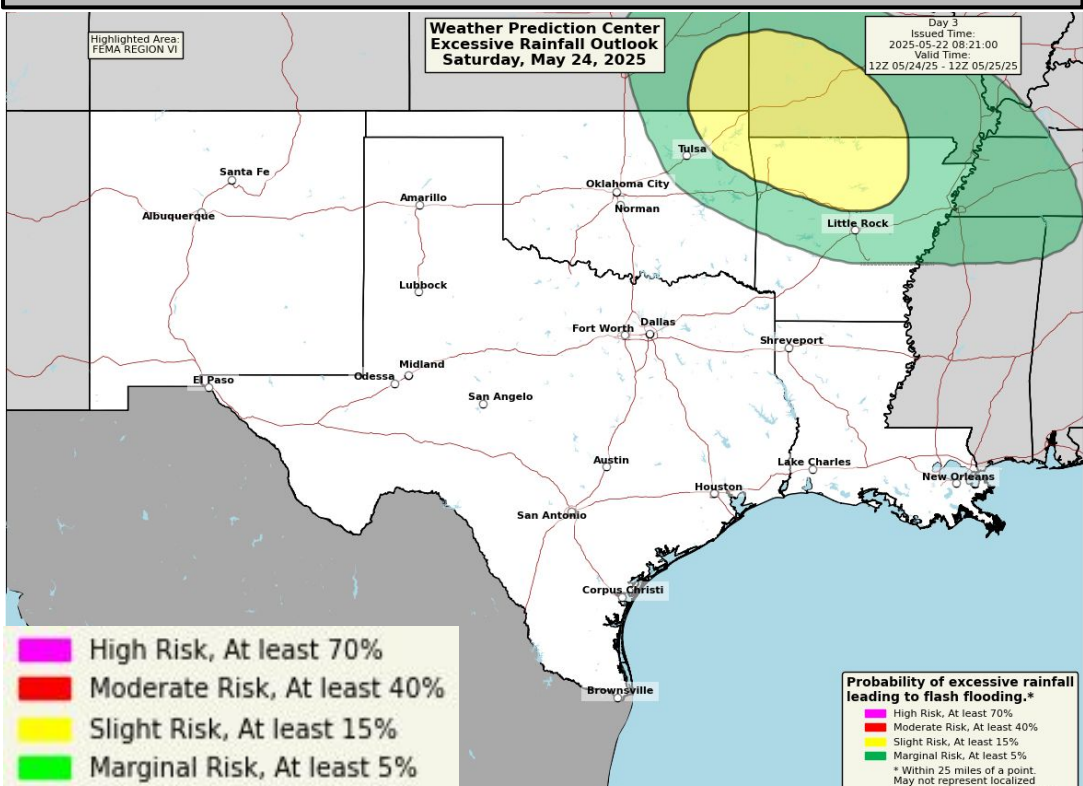 Highlighted Area:
FEMA REGION VI
Weather Prediction Center
Excessive Rainfall Outlook
Saturday, May 24, 2025
Day 3
Issued Time:
2025-05-22 08:21:00
Valid Time:
12Z 05/24/25 - 12Z 05/25/25
Tulsa
Santa Fe
Oklahoma City
Amarillo
Norman
Albuquerque
Little Rock
Lubbock
Fort Worth
Dallas
Shreveport
Midland
Odessa
El Paso
San Angelo
Austin
Lake Charles
New Orleans
Houston
San Antonio
Corpus Christi
Brownsville
High Risk, At least 70%
Moderate Risk, At least 40%
Slight Risk, At least 15%
Marginal Risk, At least 5%
Probability of excessive rainfall
leading to flash flooding.*
High Risk, At least 70%
Moderate Risk, At least 40%
Slight Risk, At least 15%
Marginal Risk, At least 5%
* Within 25 miles of a point.
May not represent localized